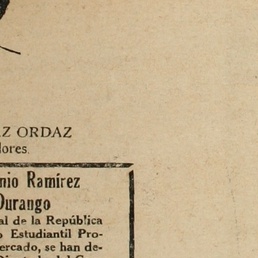 Z ORDAZ
lores.
nio Ramírez
Durango
al de la República
o Estudiantil Pro-
ercado, se han de-